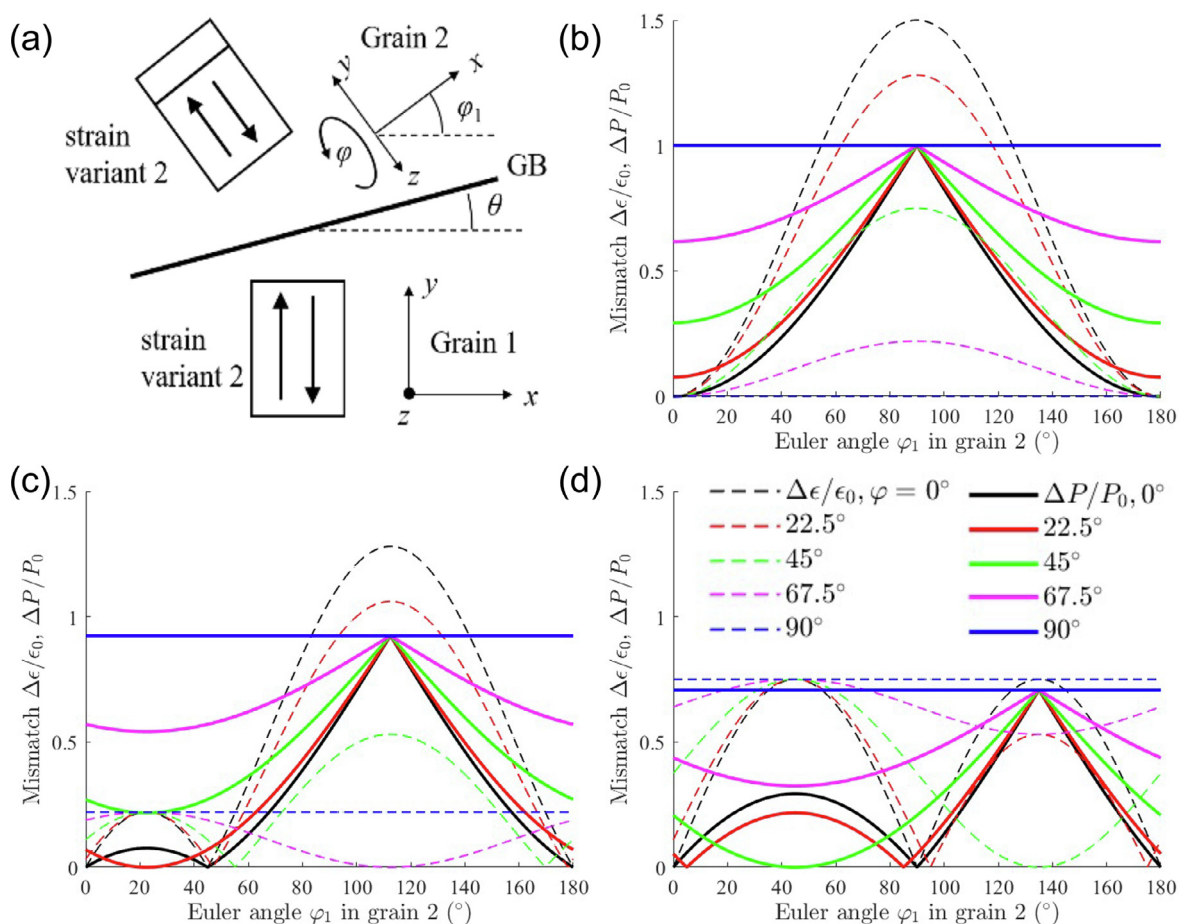 (a)
Grain 2
y
x
φ1
φ
z
GB
θ
strain
variant 2
y
Grain 1
z
x
strain
variant 2
(b)
Mismatch Δϵ/ϵ0, ΔP/P0
1.5
1
0.5
0
0 20 40 60 80 100 120 140 160 180
Euler angle φ1 in grain 2 (°)
(c)
Mismatch Δϵ/ϵ0, ΔP/P0
1.5
1
0.5
0
0 20 40 60 80 100 120 140 160 180
Euler angle φ1 in grain 2 (°)
(d)
Mismatch Δϵ/ϵ0, ΔP/P0
1.5
1
0.5
0
0 20 40 60 80 100 120 140 160 180
Euler angle φ1 in grain 2 (°)
Δϵ/ϵ0, φ = 0° ΔP/P0, 0°
22.5° 22.5°
45° 45°
67.5° 67.5°
90° 90°